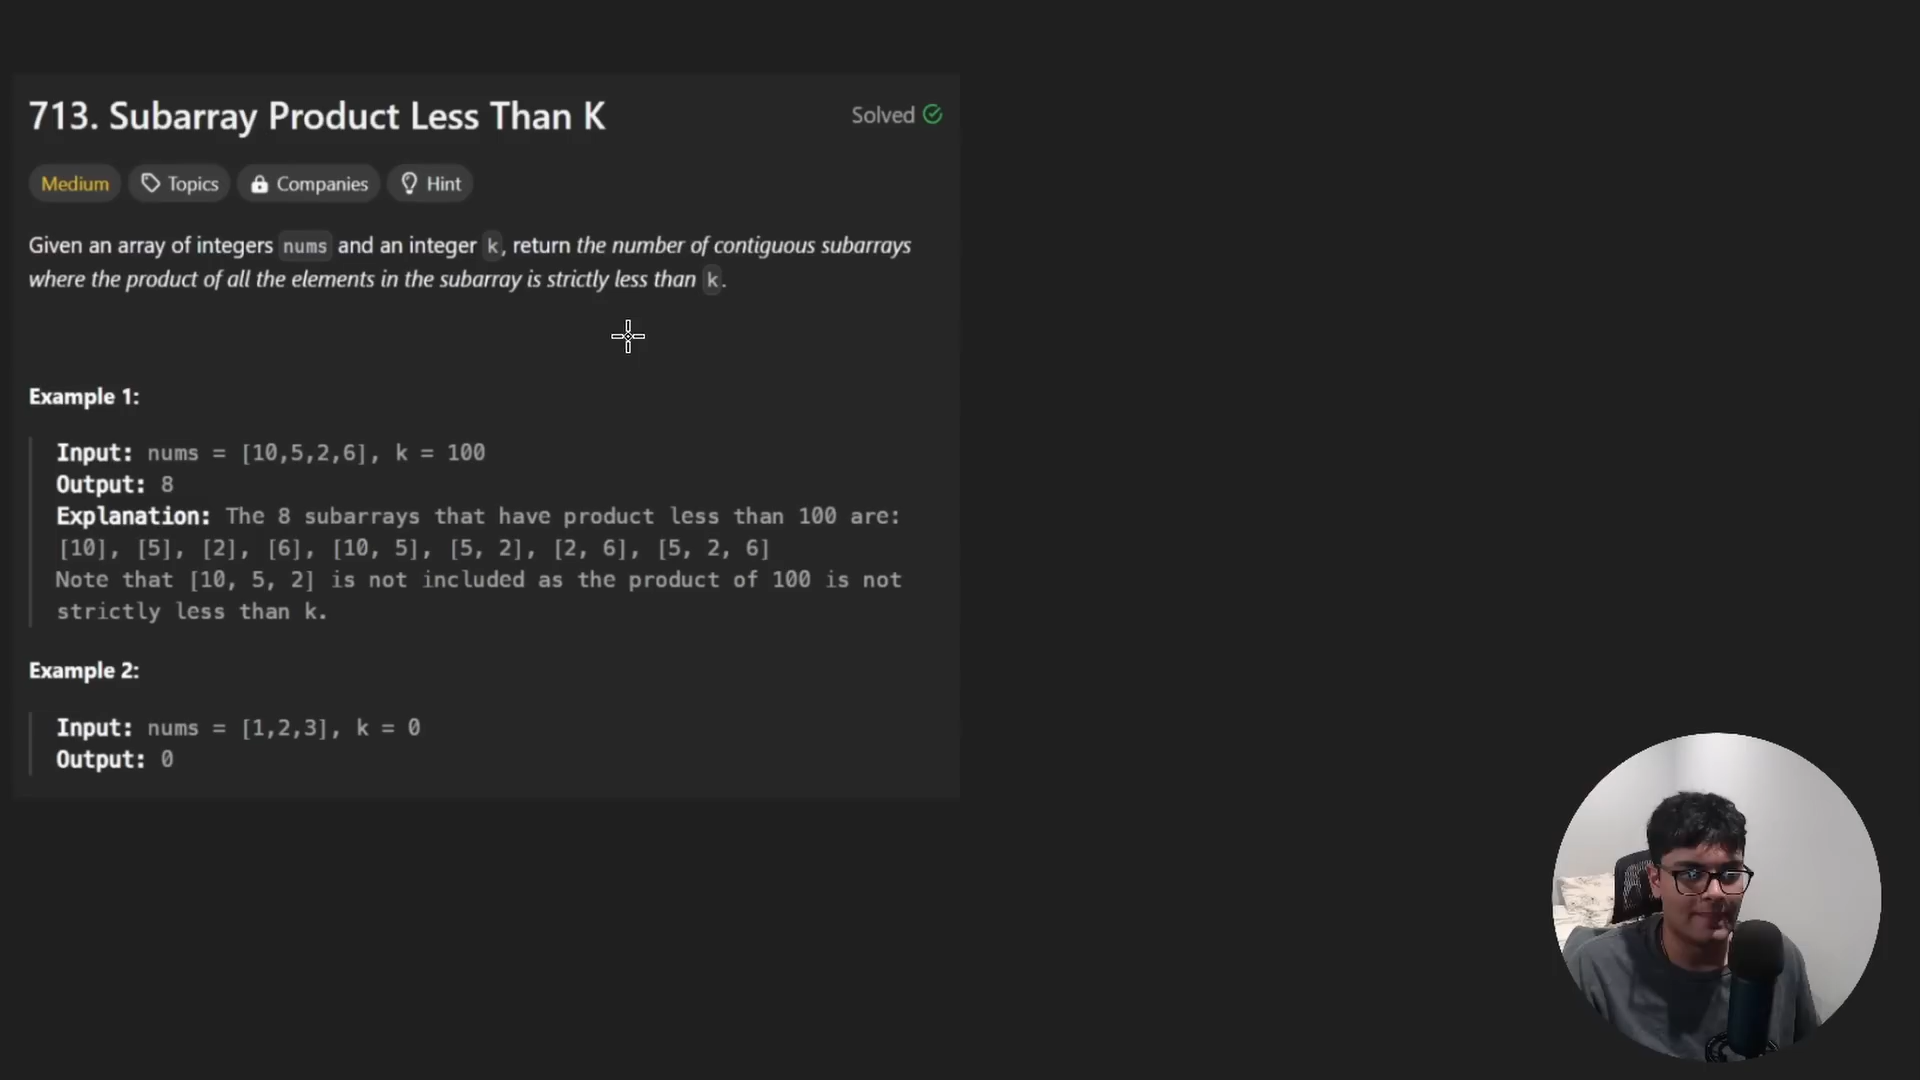 713. Subarray Product Less Than K
Solved
Medium Topics Companies Hint
Given an array of integers nums and an integer k, return the number of contiguous subarrays
where the product of all the elements in the subarray is strictly less than k.
Example 1:
Input: nums = [10,5,2,6], k = 100
Output: 8
Explanation: The 8 subarrays that have product less than 100 are:
[10], [5], [2], [6], [10, 5], [5, 2], [2, 6], [5, 2, 6]
Note that [10, 5, 2] is not included as the product of 100 is not
strictly less than k.
Example 2:
Input: nums = [1,2,3], k = 0
Output: 0